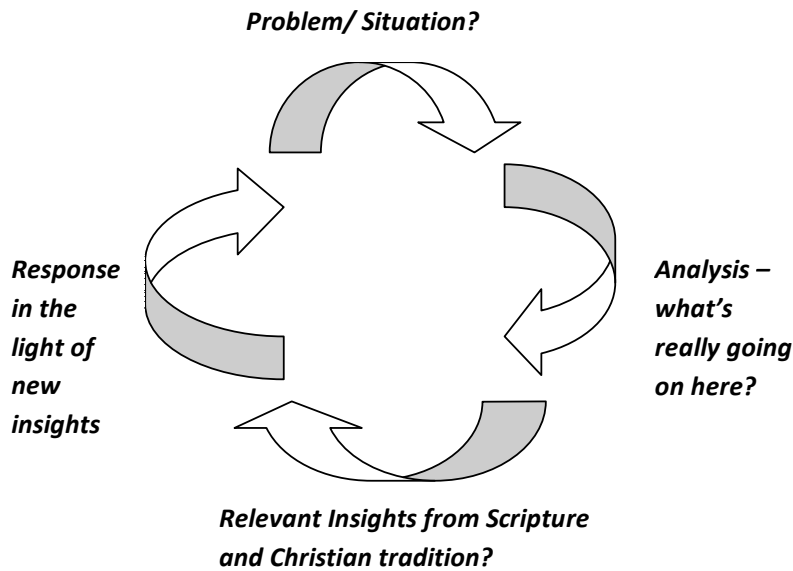 Problem/ Situation?
Analysis –
what's
really going
on here?
Relevant Insights from Scripture
and Christian tradition?
Response
in the
light of
new
insights